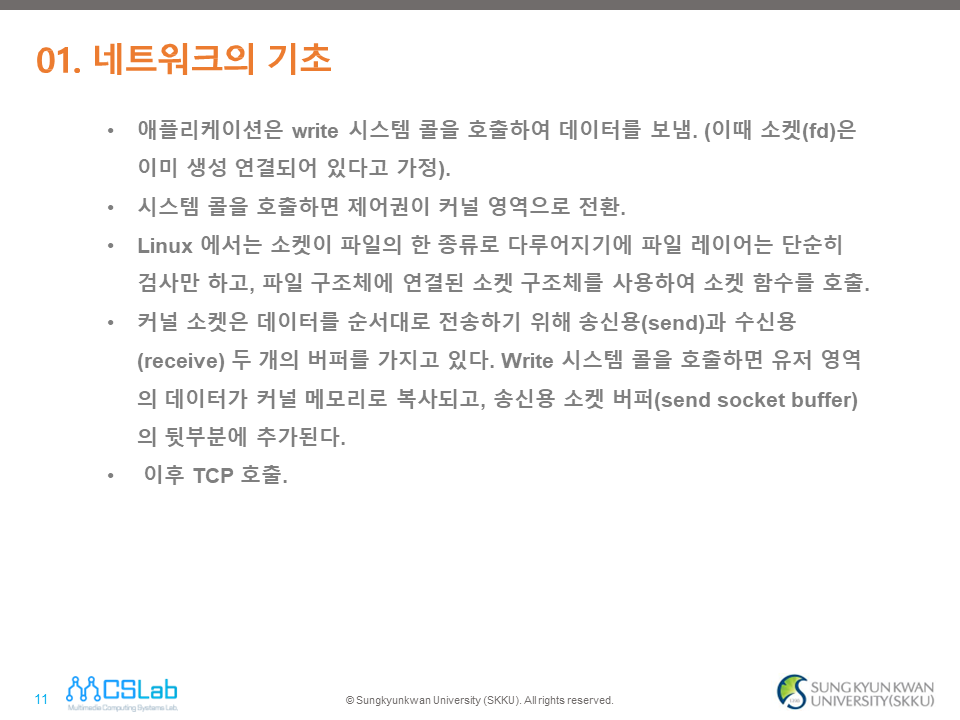 01. 네트워크의 기초
• 애플리케이션은 write 시스템 콜을 호출하여 데이터를 보냄. (이때 소켓(fd)은
이미 생성 연결되어 있다고 가정).
• 시스템 콜을 호출하면 제어권이 커널 영역으로 전환.
• Linux 에서는 소켓이 파일의 한 종류로 다루어지기에 파일 레이어는 단순히
검사만 하고, 파일 구조체에 연결된 소켓 구조체를 사용하여 소켓 함수를 호출.
• 커널 소켓은 데이터를 순서대로 전송하기 위해 송신용(send)과 수신용
(receive) 두 개의 버퍼를 가지고 있다. Write 시스템 콜을 호출하면 유저 영역
의 데이터가 커널 메모리로 복사되고, 송신용 소켓 버퍼(send socket buffer)
의 뒷부분에 추가된다.
• 이후 TCP 호출.
11
MCSLab
Multimedia Computing Systems Lab.
© Sungkyunkwan University (SKKU). All rights reserved.
1398
SUNG KYUN KWAN
UNIVERSITY(SKKU)